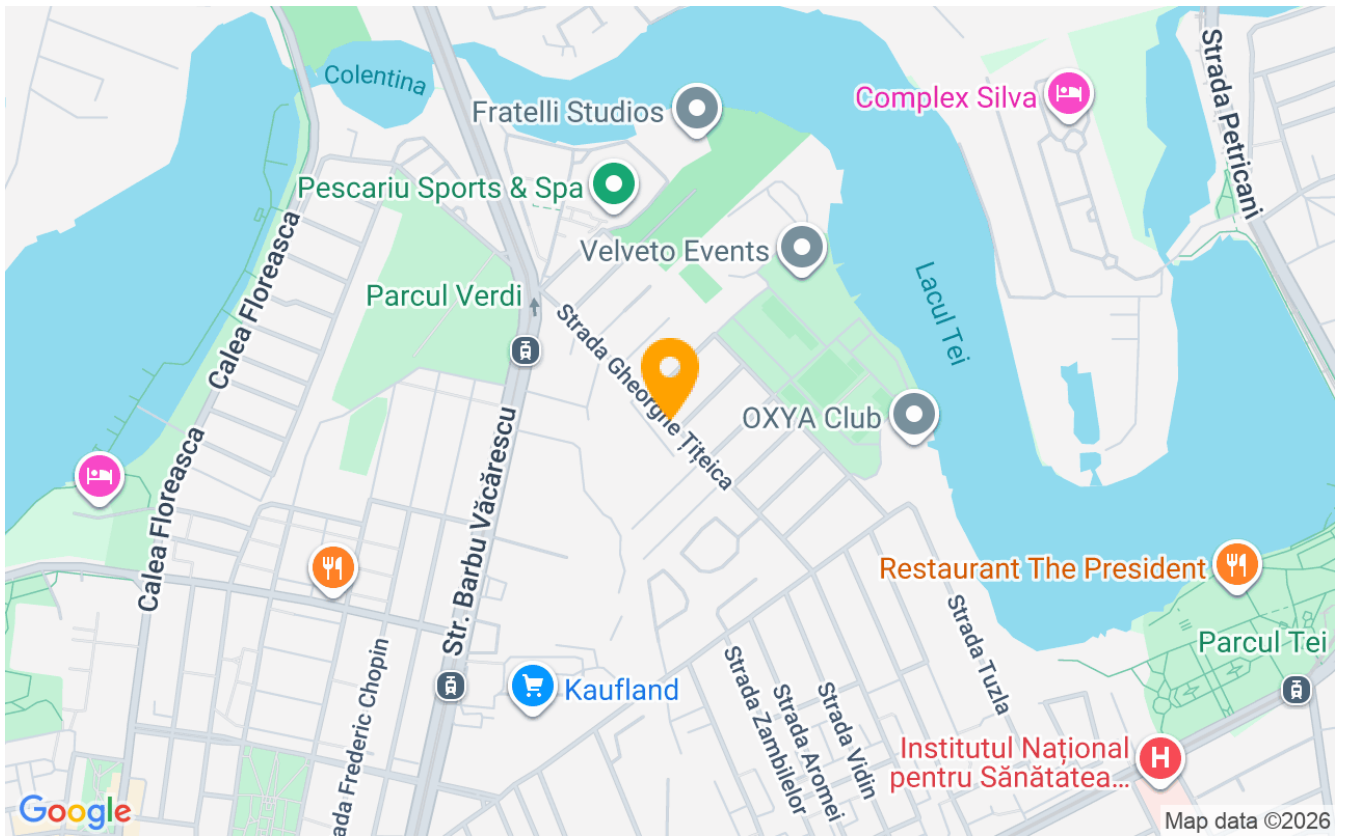 Colentina
Fratelli Studios
Complex Silva
Strada Petricani
Pescariu Sports & Spa
Calea Floreasca
Velveto Events
Lacul Tei
Parcul Verdi
Strada Gheorghe Țițeica
OXYA Club
Calea Floreasca
Str. Barbu Văcărescu
Restaurant The President
Strada Tuzla
Parcul Tei
Kaufland
ada Frederic Chopin
Strada Zambilelor
Strada Aromei
Strada Vidin
Institutul Național
pentru Sănătatea...
Google
Map data ©2026